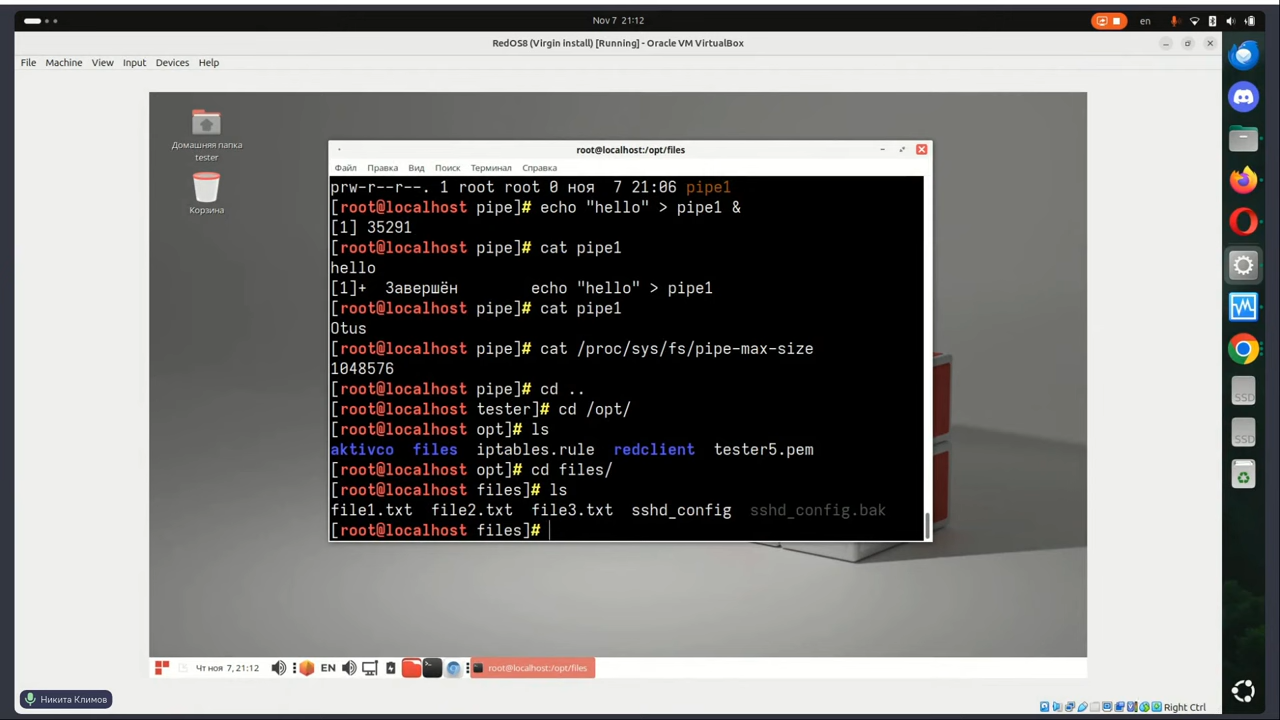 Nov 7 21:12
en
RedOS8 (Virgin install) [Running] - Oracle VM VirtualBox
File Machine View Input Devices Help
Домашняя папка
tester
Корзина
root@localhost:/opt/files
Файл Правка Вид Поиск Терминал Справка
prw-r--r--. 1 root root 0 ноя  7 21:06 pipe1
[root@localhost pipe]# echo "hello" > pipe1 &
[1] 35291
[root@localhost pipe]# cat pipe1
hello
[1]+  Завершён        echo "hello" > pipe1
[root@localhost pipe]# cat pipe1
Otus
[root@localhost pipe]# cat /proc/sys/fs/pipe-max-size
1048576
[root@localhost pipe]# cd ..
[root@localhost tester]# cd /opt/
[root@localhost opt]# ls
aktivco  files  iptables.rule  redclient  tester5.pem
[root@localhost opt]# cd files/
[root@localhost files]# ls
file1.txt  file2.txt  file3.txt  sshd_config  sshd_config.bak
[root@localhost files]#
Чт ноя 7, 21:12 EN root@localhost:/opt/files
SSD
SSD
Никита Климов
Right Ctrl